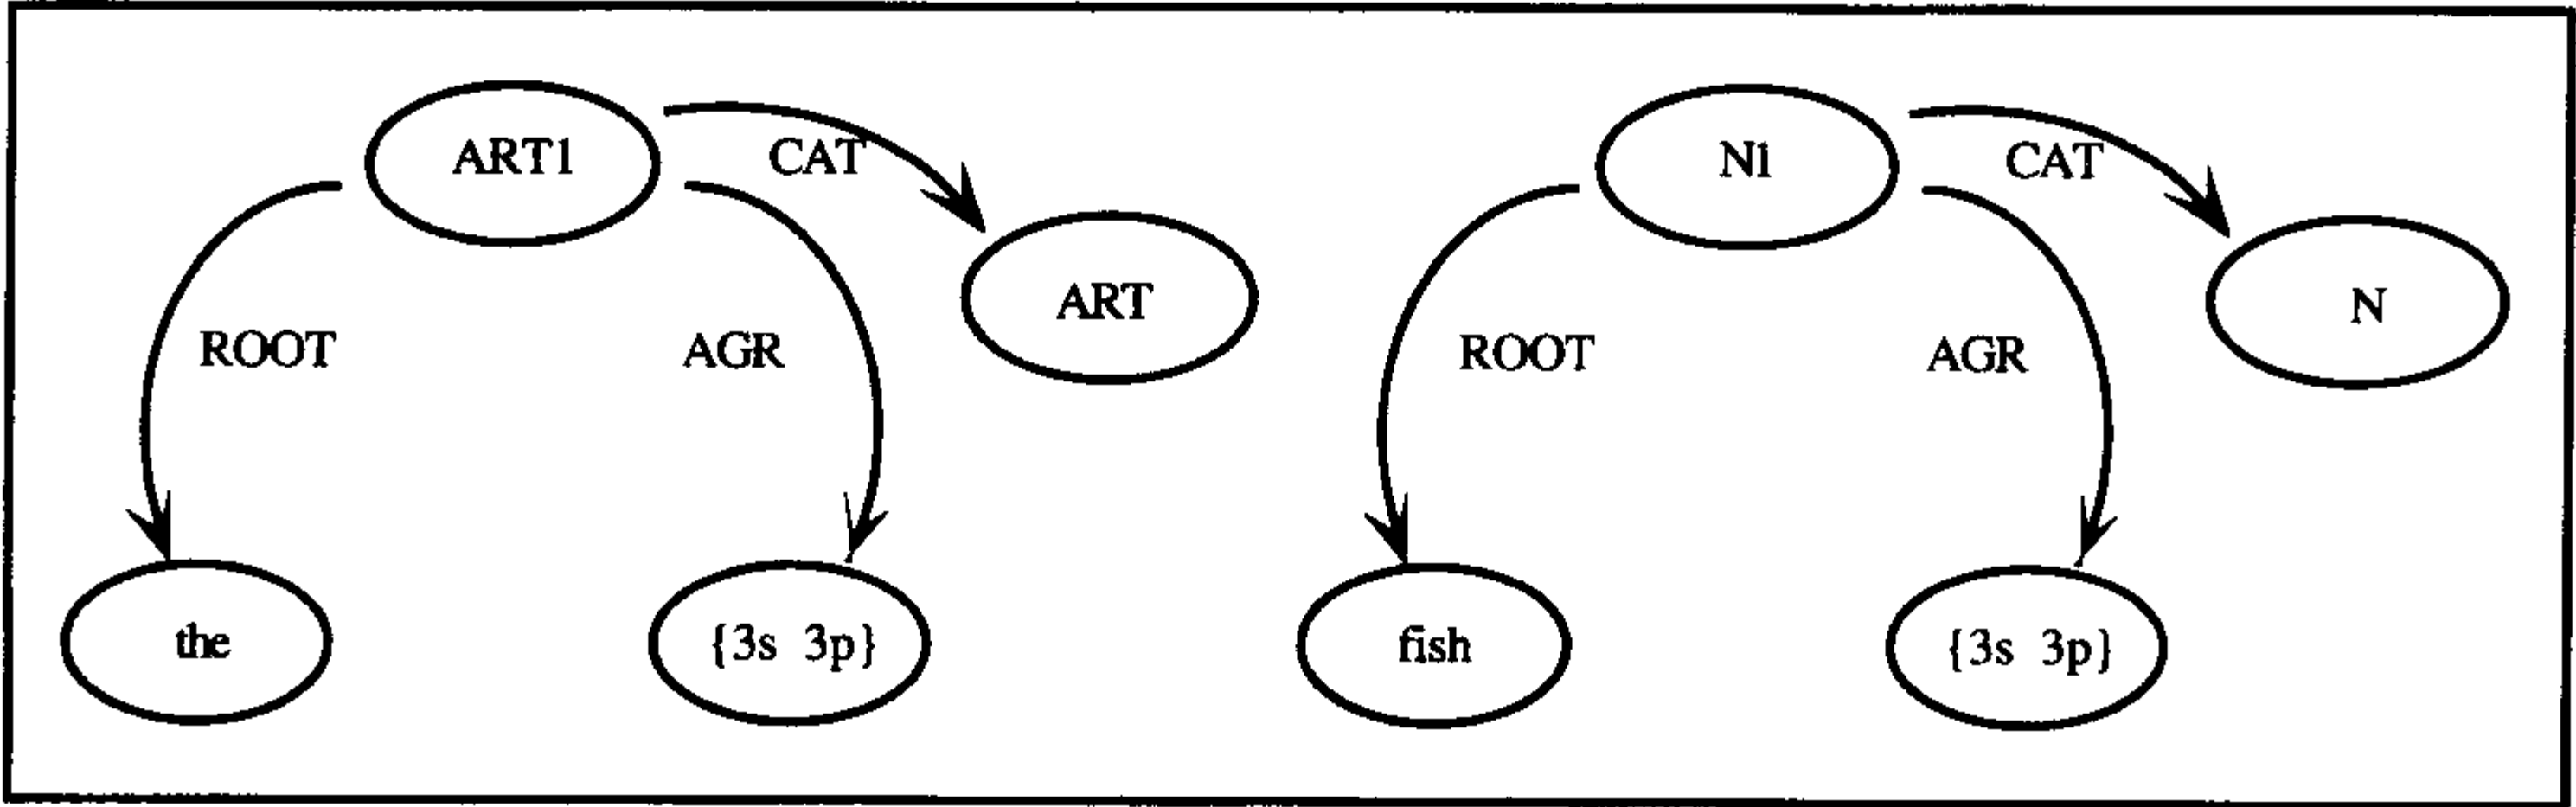 ART1 CAT N1 CAT
ART N
ROOT AGR ROOT AGR
the {3s 3p} fish {3s 3p}